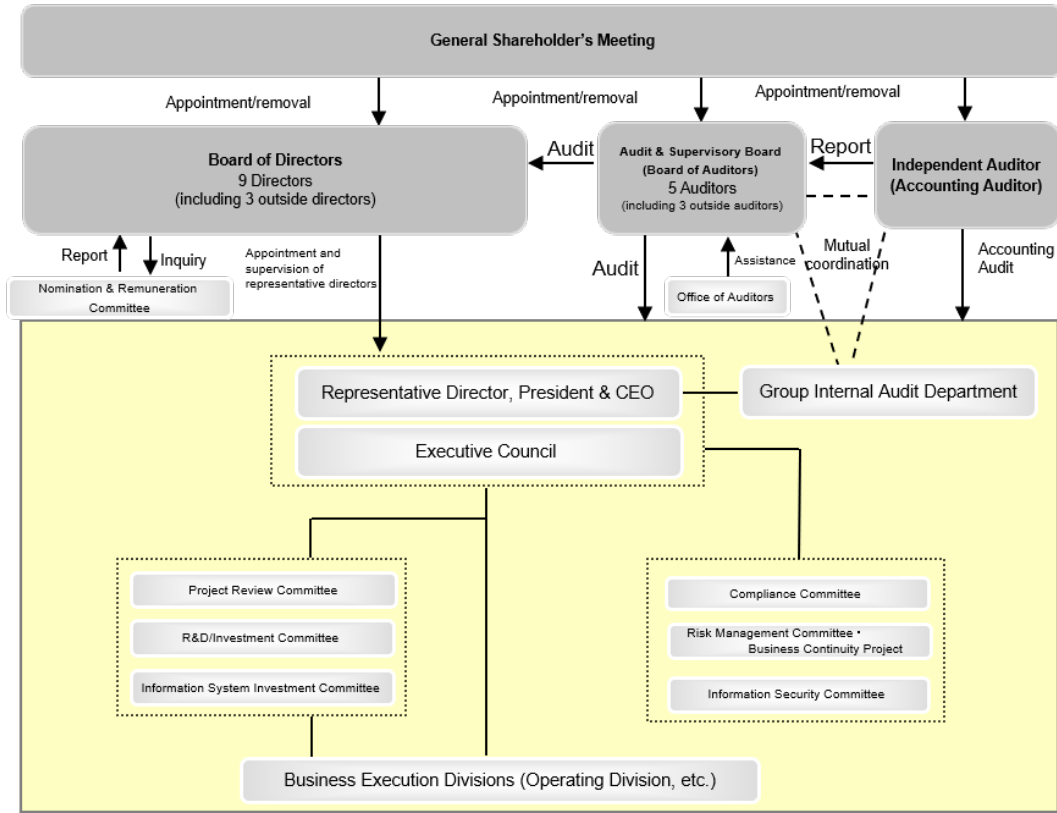 General Shareholder's Meeting
Appointment/removal
Appointment/removal
Appointment/removal
Board of Directors
9 Directors
(including 3 outside directors)
Audit
Audit & Supervisory Board
(Board of Auditors)
5 Auditors
(including 3 outside auditors)
Report
Independent Auditor
(Accounting Auditor)
Report
Inquiry
Appointment and
supervision of
representative directors
Audit
Assistance
Mutual
coordination
Accounting
Audit
Nomination & Remuneration
Committee
Office of Auditors
Representative Director, President & CEO
Group Internal Audit Department
Executive Council
Project Review Committee
R&D/Investment Committee
Information System Investment Committee
Compliance Committee
Risk Management Committee・
Business Continuity Project
Information Security Committee
Business Execution Divisions (Operating Division, etc.)